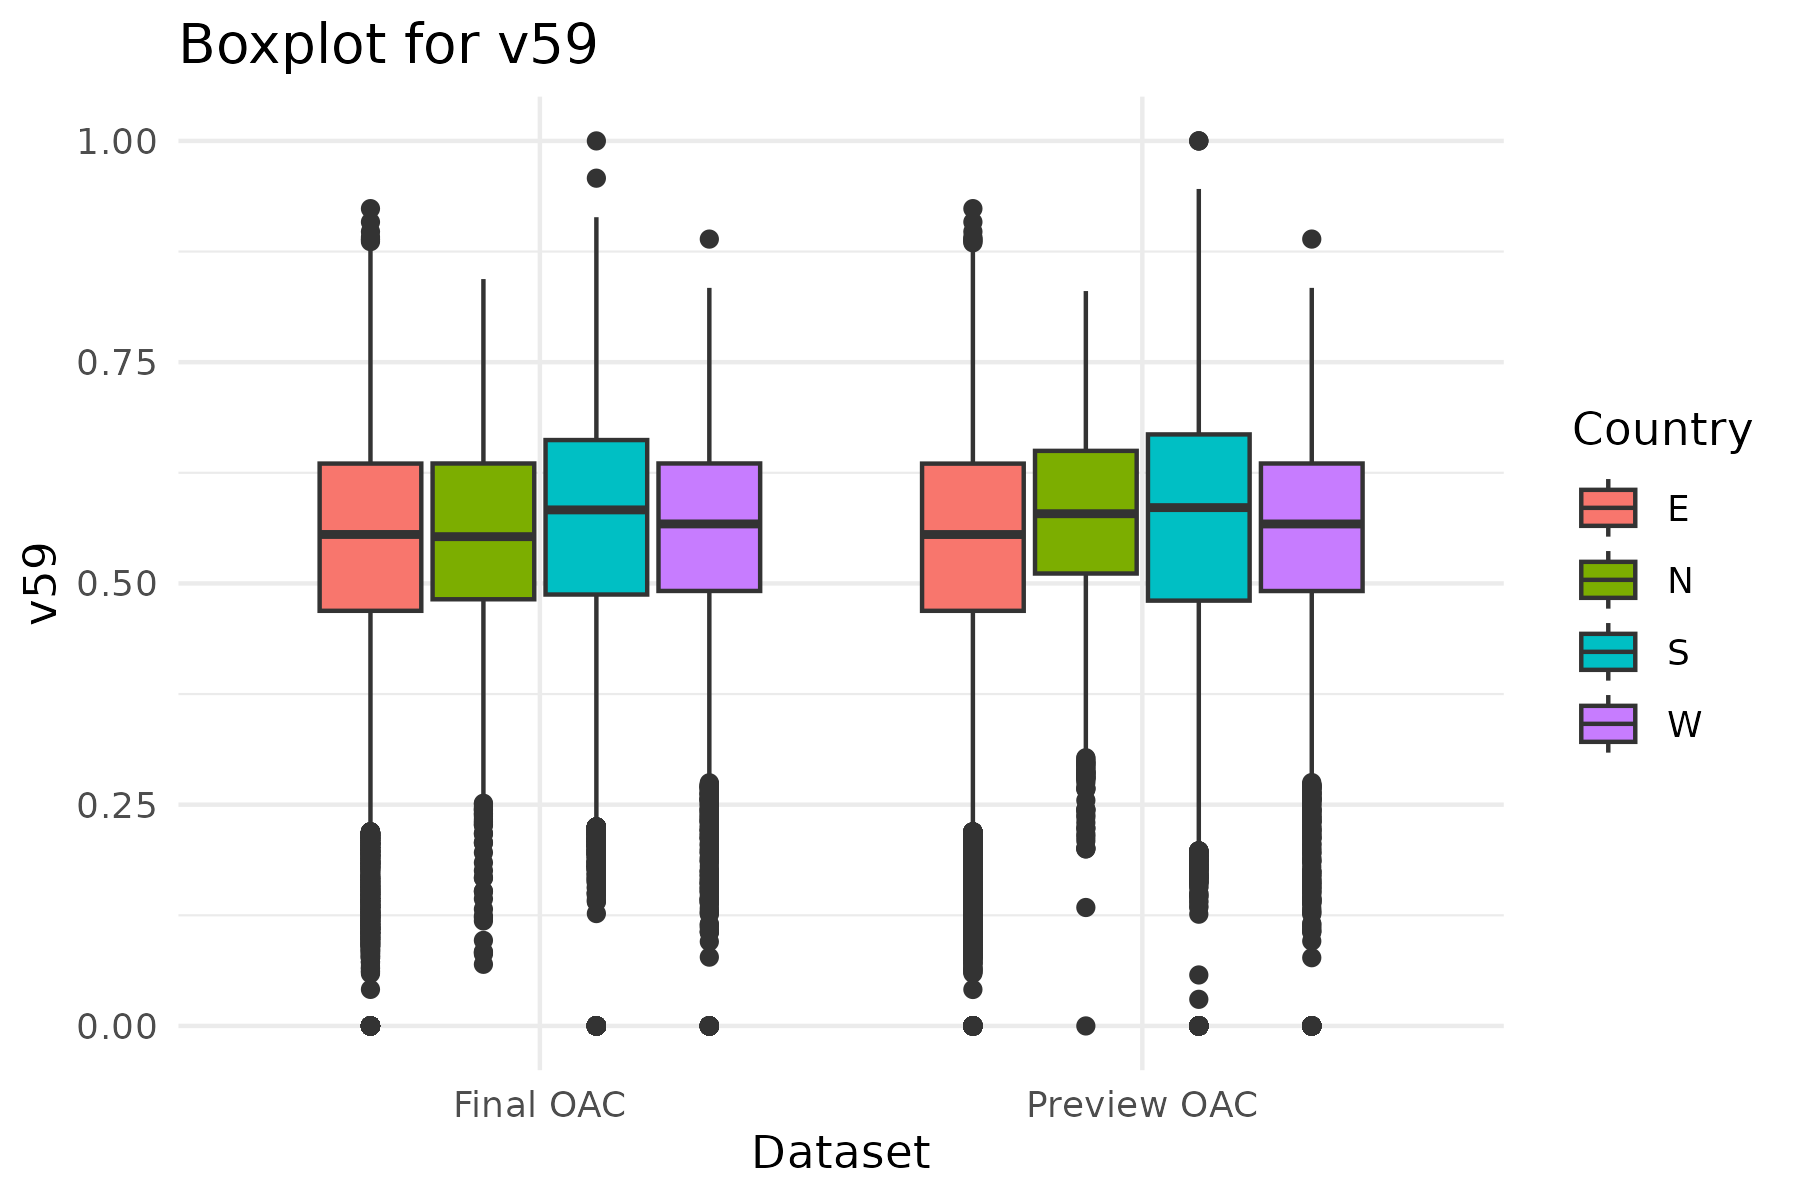 Boxplot for v59
1.00
0.75
0.50
0.25
0.00
v59
Final OAC
Preview OAC
Dataset
Country
E
N
S
W